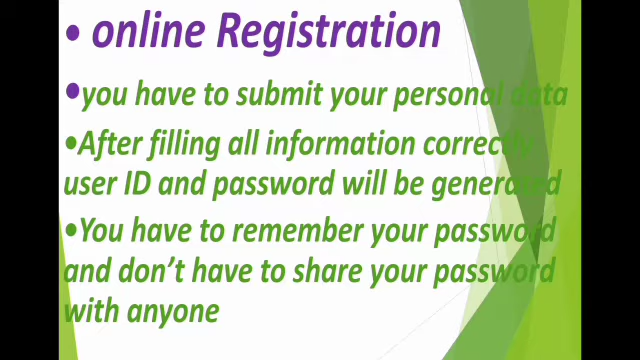 • online Registration
•you have to submit your personal data
•After filling all information correctly
user ID and password will be generated
•You have to remember your password
and don't have to share your password
with anyone